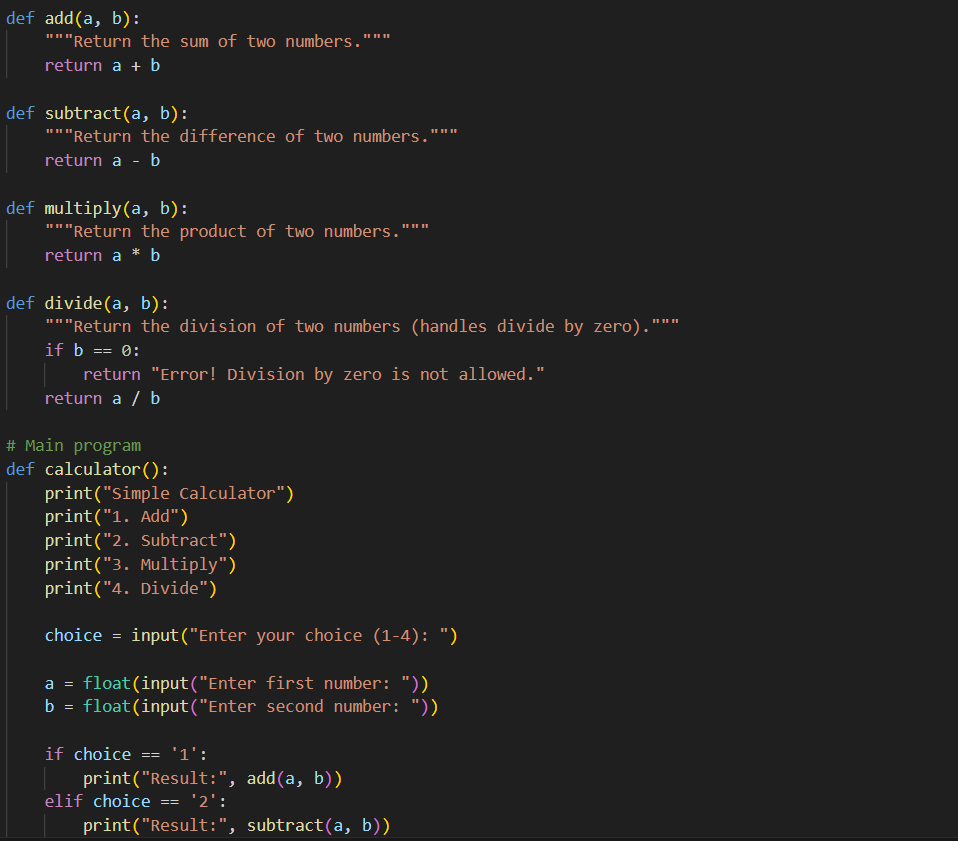 def add(a, b):
    """Return the sum of two numbers."""
    return a + b

def subtract(a, b):
    """Return the difference of two numbers."""
    return a - b

def multiply(a, b):
    """Return the product of two numbers."""
    return a * b

def divide(a, b):
    """Return the division of two numbers (handles divide by zero)."""
    if b == 0:
        return "Error! Division by zero is not allowed."
    return a / b

# Main program
def calculator():
    print("Simple Calculator")
    print("1. Add")
    print("2. Subtract")
    print("3. Multiply")
    print("4. Divide")

    choice = input("Enter your choice (1-4): ")

    a = float(input("Enter first number: "))
    b = float(input("Enter second number: "))

    if choice == '1':
        print("Result:", add(a, b))
    elif choice == '2':
        print("Result:", subtract(a, b))